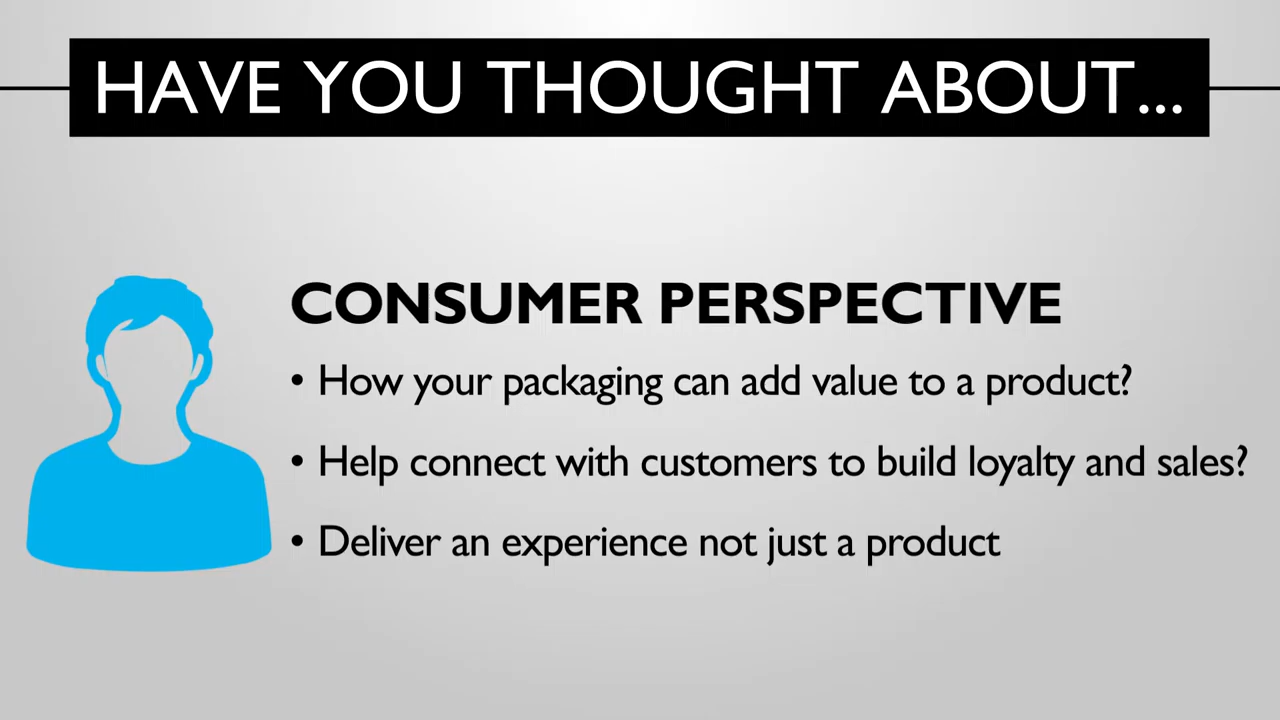 HAVE YOU THOUGHT ABOUT...
CONSUMER PERSPECTIVE
• How your packaging can add value to a product?
• Help connect with customers to build loyalty and sales?
• Deliver an experience not just a product